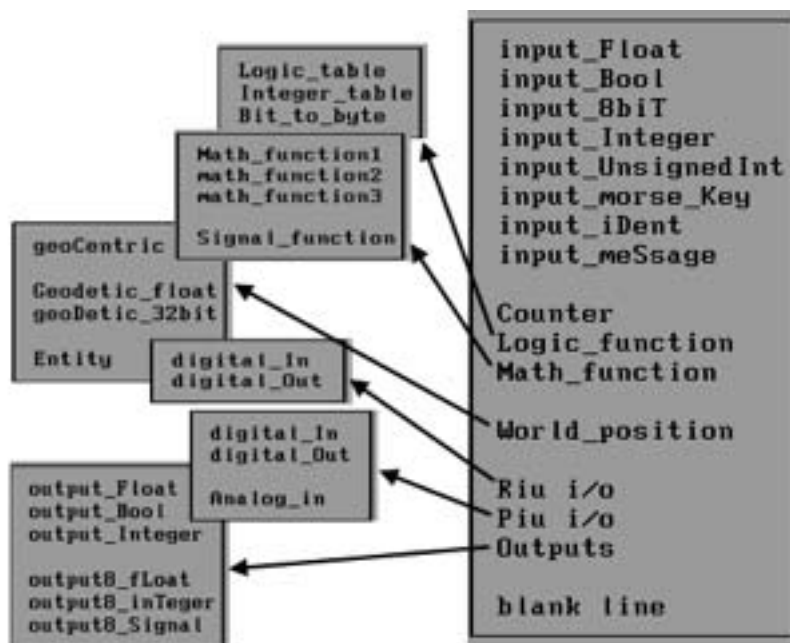 Logic_table
Integer_table
Bit_to_byte
Math_function1
math_function2
math_function3
Signal_function
geoCentric
Geodetic_float
geoDetic_32bit
Entity
digital_In
digital_Out
digital_In
digital_Out
Analog_in
output_Float
output_Bool
output_Integer
output8_fLoat
output8_inTeger
output8_Signal
input_Float
input_Bool
input_8biT
input_Integer
input_UnsignedInt
input_morse_Key
input_iDent
input_meSsage
Counter
Logic_function
Math_function
World_position
Riu i/o
Piu i/o
Outputs
blank line